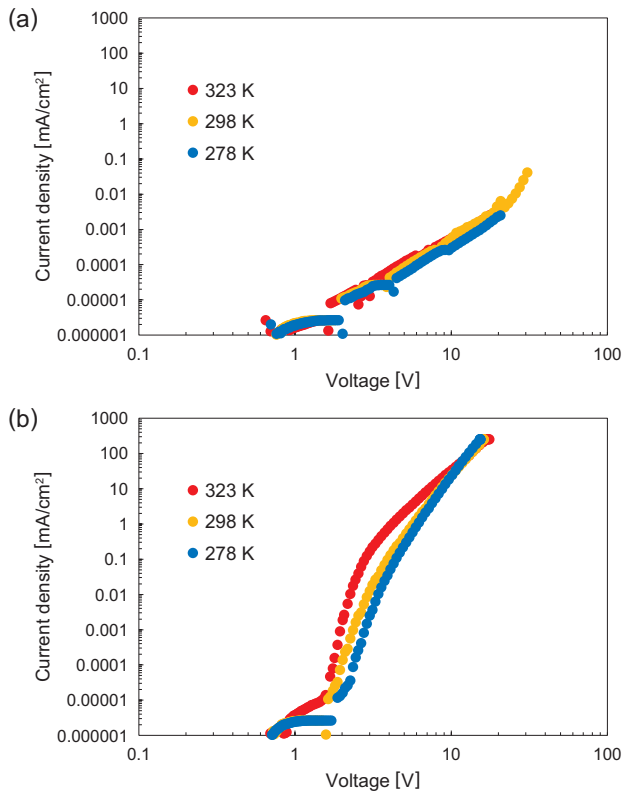 (a)
1000
100
10
1
0.1
0.01
0.001
0.0001
0.00001
0.000001
Current density [mA/cm²]
323 K
298 K
278 K
0.1 1 10 100
Voltage [V]
(b)
1000
100
10
1
0.1
0.01
0.001
0.0001
0.00001
0.000001
Current density [mA/cm²]
323 K
298 K
278 K
0.1 1 10 100
Voltage [V]